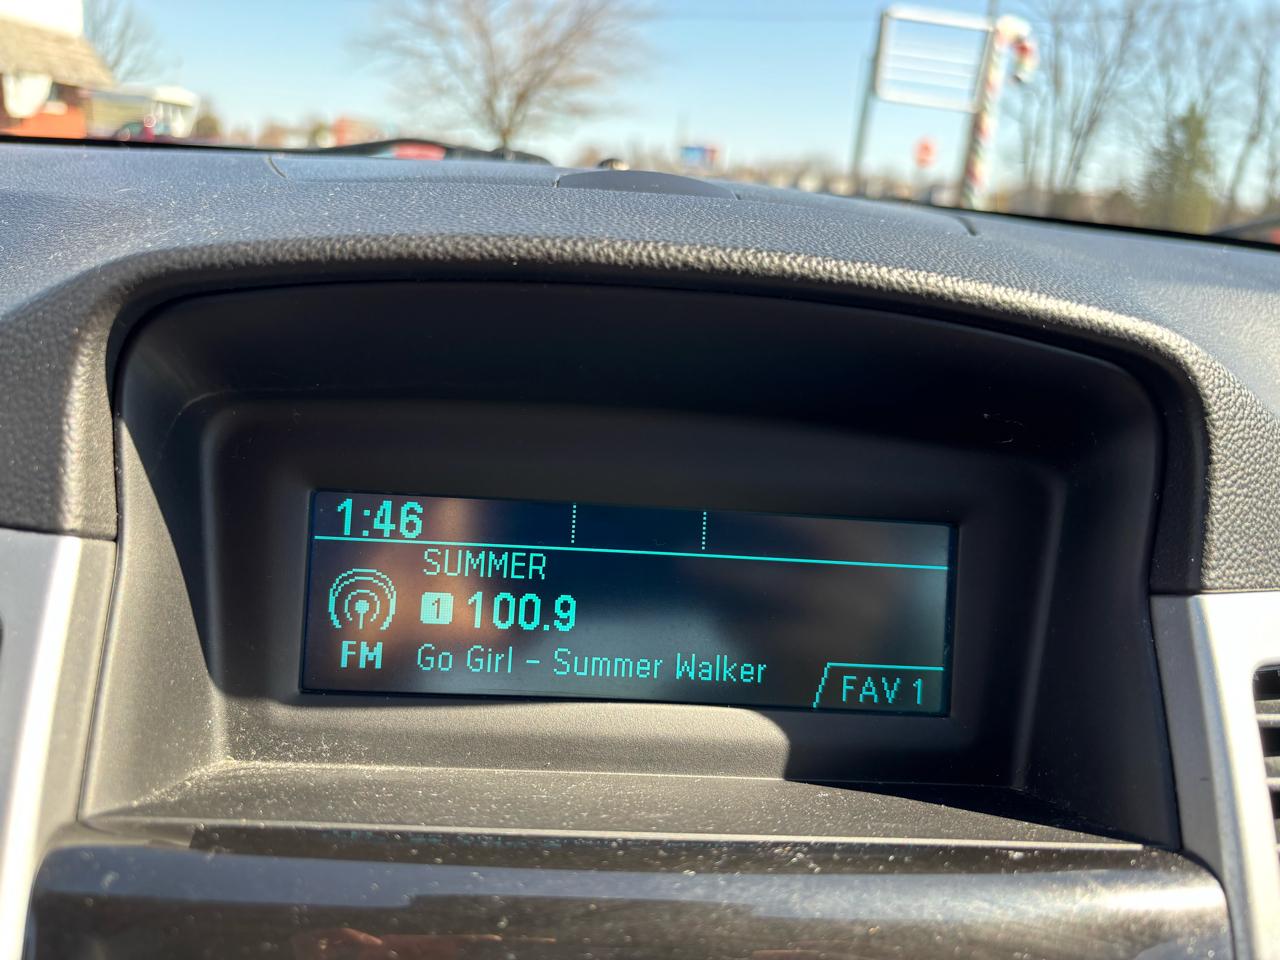 1:46
SUMMER
1 100.9
FM
Go Girl - Summer Walker
FAV 1